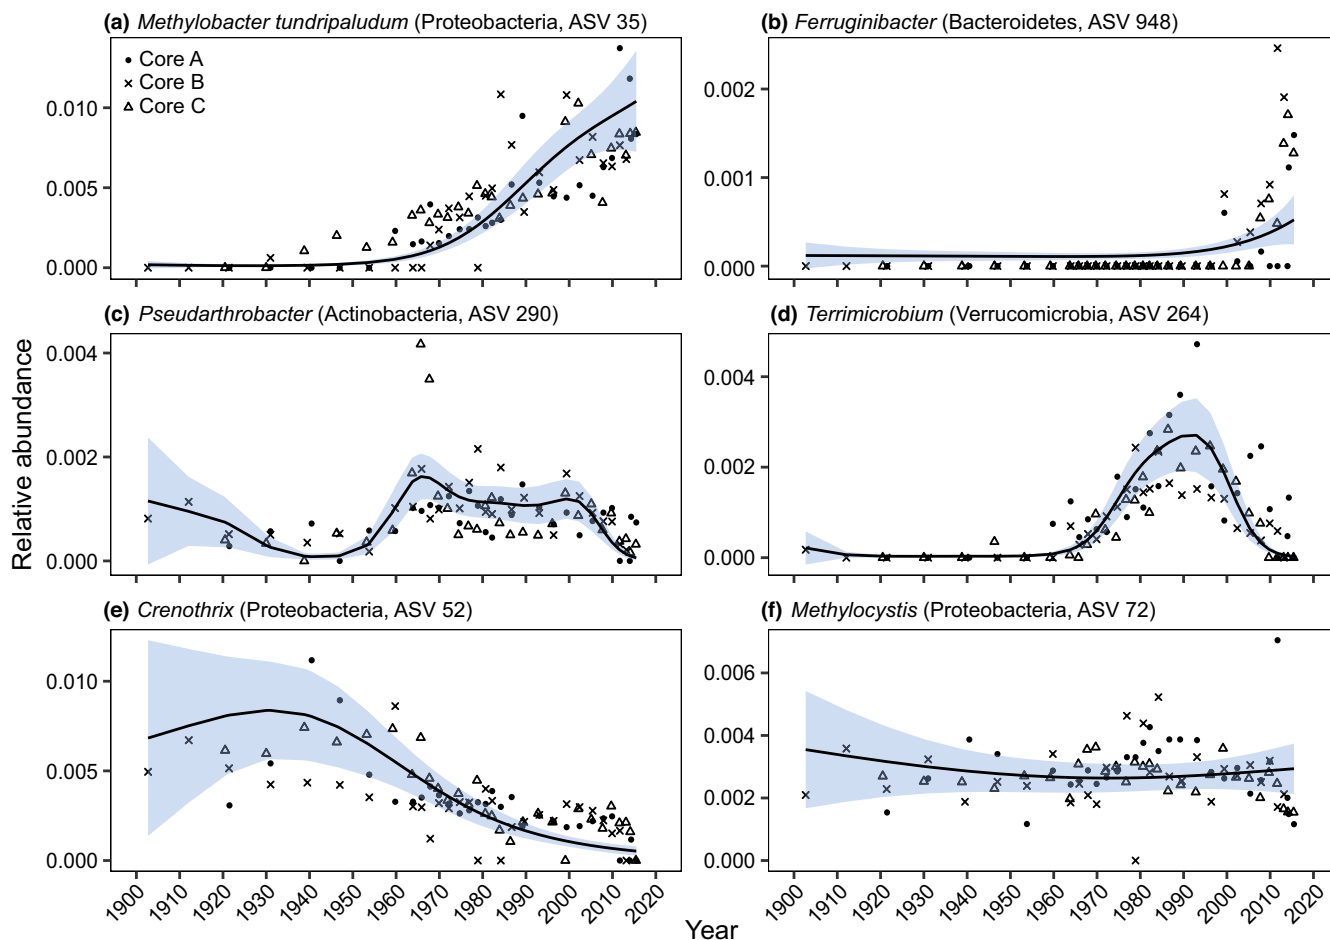 (a) Methylobacter tundripaludum (Proteobacteria, ASV 35)
Core A
Core B
Core C
0.010
0.005
0.000
(b) Ferruginibacter (Bacteroidetes, ASV 948)
0.002
0.001
0.000
(c) Pseudarthrobacter (Actinobacteria, ASV 290)
0.004
0.002
0.000
(d) Terrimicrobium (Verrucomicrobia, ASV 264)
0.004
0.002
0.000
(e) Crenothrix (Proteobacteria, ASV 52)
0.010
0.005
0.000
1900 1910 1920 1930 1940 1950 1960 1970 1980 1990 2000 2010 2020
(f) Methylocystis (Proteobacteria, ASV 72)
0.006
0.004
0.002
0.000
1900 1910 1920 1930 1940 1950 1960 1970 1980 1990 2000 2010 2020
Relative abundance
Year